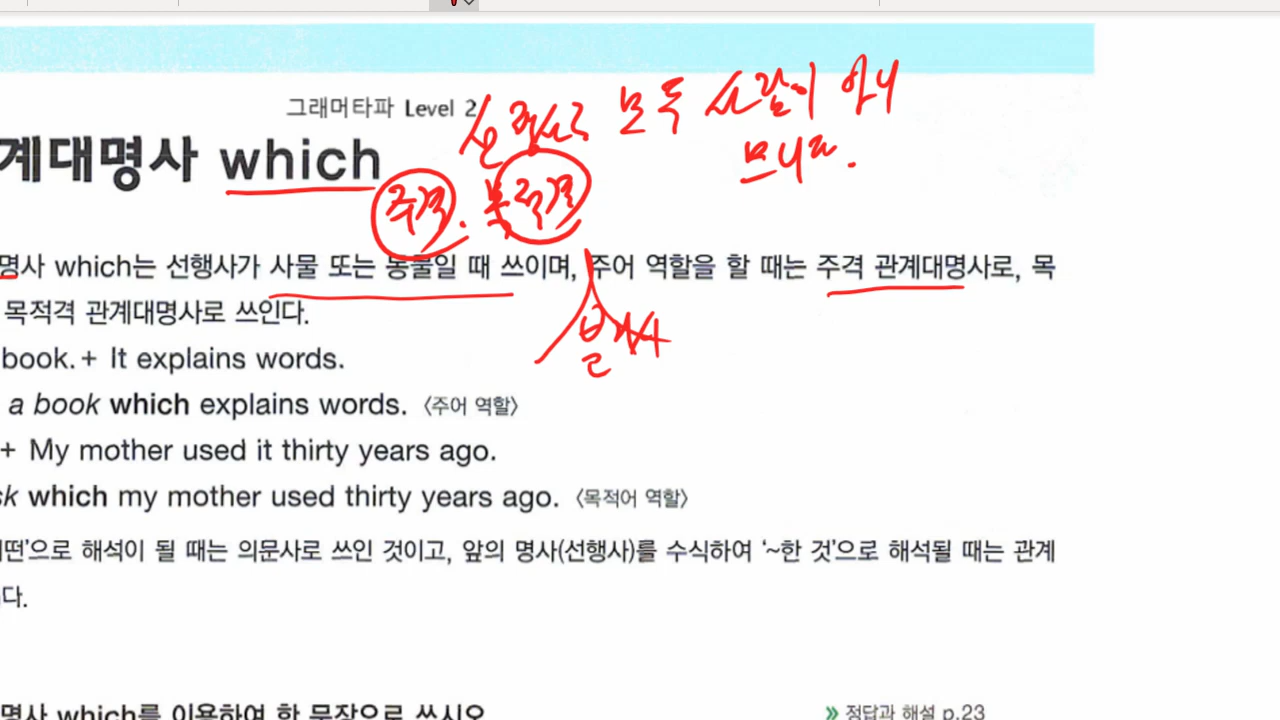 그래머타파 Level 2
선행사 모두 사람이 아니
므니다.
계대명사 which
주격. 목적격
명사 which는 선행사가 사물 또는 동물일 때 쓰이며, 주어 역할을 할 때는 주격 관계대명사로, 목
목적격 관계대명사로 쓰인다.
불
book. + It explains words.
a book which explains words. 〈주어 역할〉
+ My mother used it thirty years ago.
sk which my mother used thirty years ago. 〈목적어 역할〉
떤'으로 해석이 될 때는 의문사로 쓰인 것이고, 앞의 명사(선행사)를 수식하여 '~한 것'으로 해석될 때는 관계
다.
명사 which를 이용하여 한 문장으로 쓰시오
» 정답과 해설 p.23